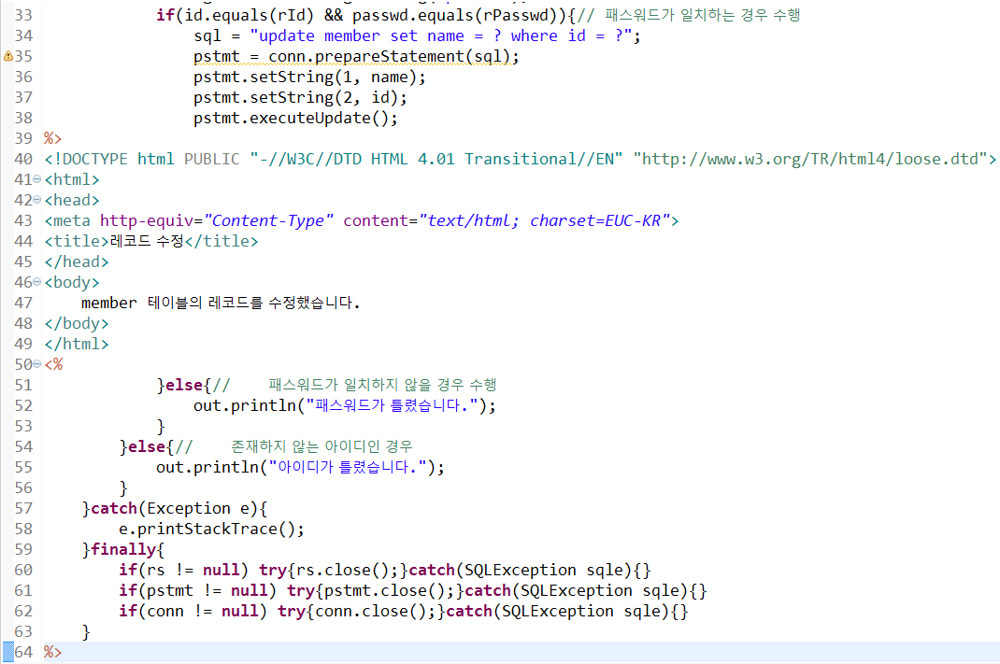 33 if(id.equals(rId) && passwd.equals(rPasswd)){// 패스워드가 일치하는 경우 수행
34 sql = "update member set name = ? where id = ?";
35 pstmt = conn.prepareStatement(sql);
36 pstmt.setString(1, name);
37 pstmt.setString(2, id);
38 pstmt.executeUpdate();
39 %>
40 <!DOCTYPE html PUBLIC "-//W3C//DTD HTML 4.01 Transitional//EN" "http://www.w3.org/TR/html4/loose.dtd">
41 <html>
42 <head>
43 <meta http-equiv="Content-Type" content="text/html; charset=EUC-KR">
44 <title>레코드 수정</title>
45 </head>
46 <body>
47 member 테이블의 레코드를 수정했습니다.
48 </body>
49 </html>
50 <%
51 }else{// 패스워드가 일치하지 않을 경우 수행
52 out.println("패스워드가 틀렸습니다.");
53 }
54 }else{// 존재하지 않는 아이디인 경우
55 out.println("아이디가 틀렸습니다.");
56 }
57 }catch(Exception e){
58 e.printStackTrace();
59 }finally{
60 if(rs != null) try{rs.close();}catch(SQLException sqle){}
61 if(pstmt != null) try{pstmt.close();}catch(SQLException sqle){}
62 if(conn != null) try{conn.close();}catch(SQLException sqle){}
63 }
64 %>